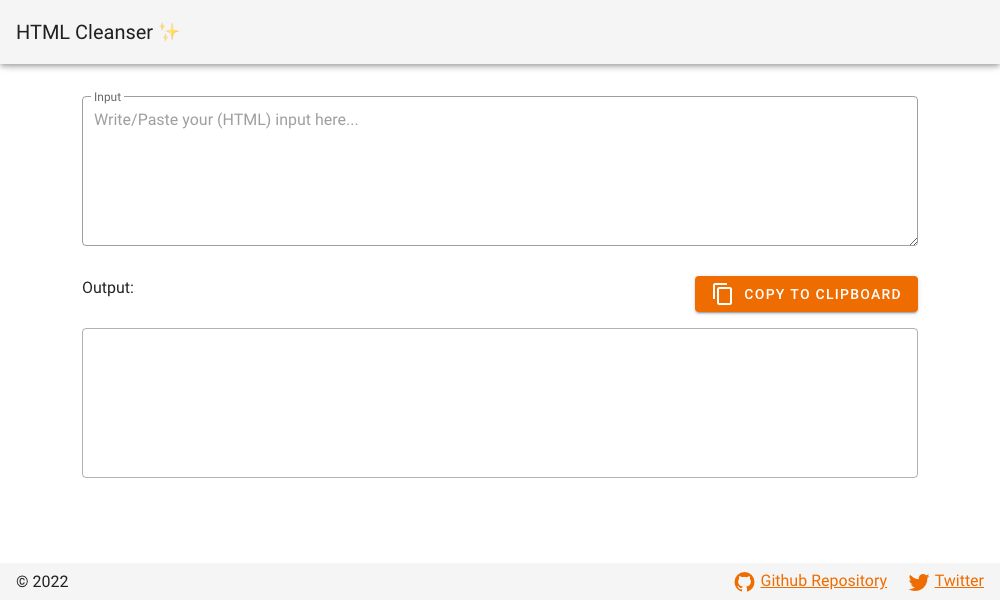 HTML Cleanser ✨
Input
Write/Paste your (HTML) input here...
Output:
COPY TO CLIPBOARD
© 2022
Github Repository
Twitter